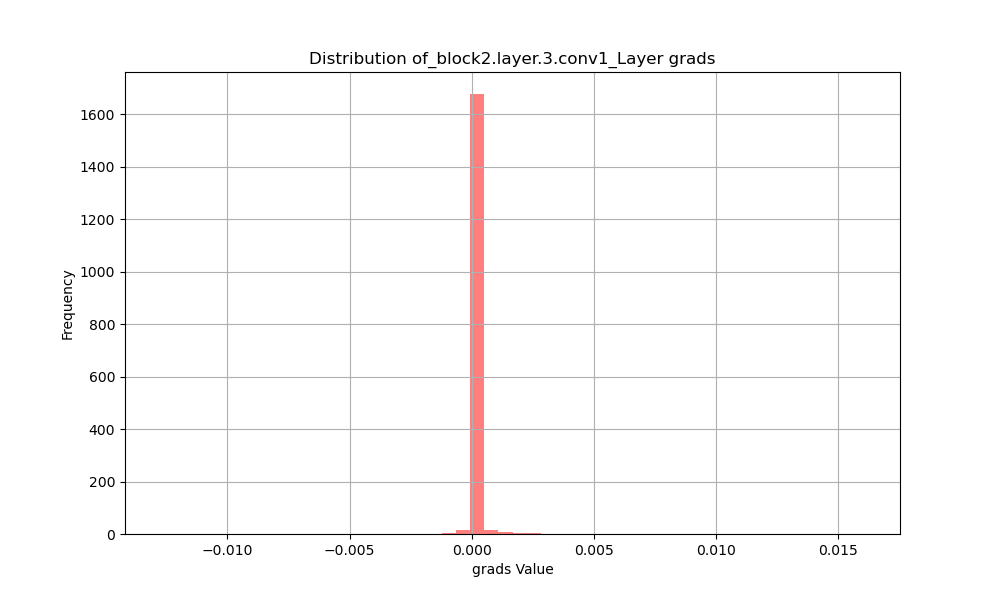 Distribution of_block2.layer.3.conv1_Layer grads
1600
1400
1200
1000
800
600
400
200
0
Frequency
−0.010 −0.005 0.000 0.005 0.010 0.015
grads Value